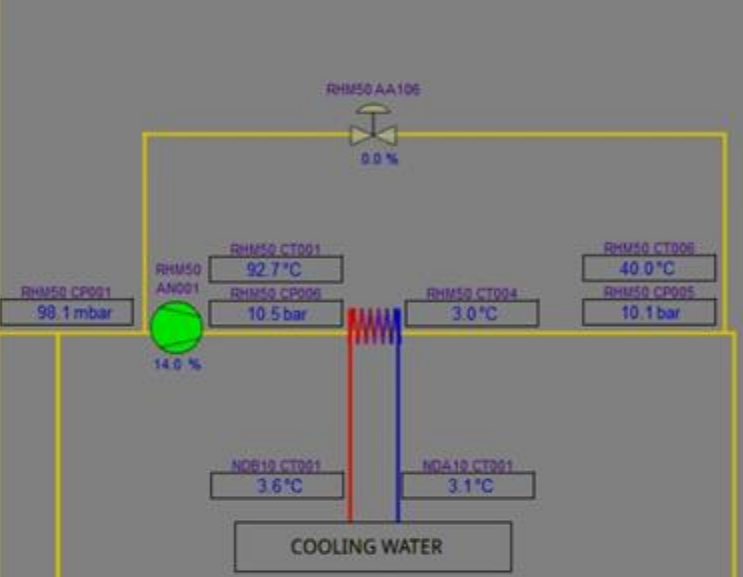 RHM50 AA106
0.0 %
RHM50 CT001
92.7°C
RHM50 CT006
40.0°C
RHM50
AN001
RHM50 CP001
98.1 mbar
RHM50 CP006
10.5 bar
RHM50 CT004
3.0°C
RHM50 CP005
10.1 bar
14.0 %
NDB10 CT001
3.6°C
NDA10 CT001
3.1°C
COOLING WATER